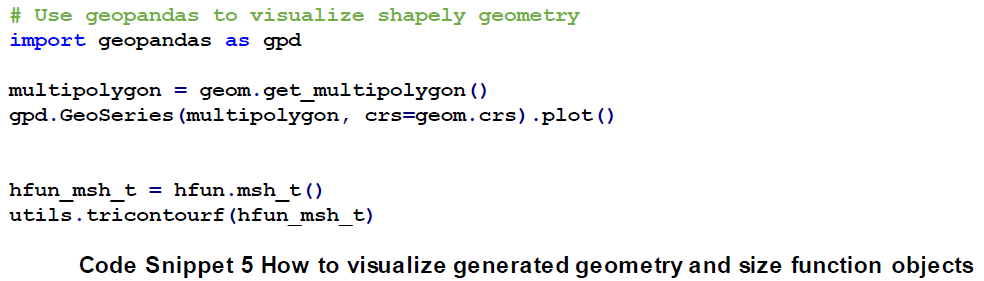 # Use geopandas to visualize shapely geometry
import geopandas as gpd
multipolygon = geom.get_multipolygon()
gpd.GeoSeries(multipolygon, crs=geom.crs).plot()
hfun_msh_t = hfun.msh_t()
utils.tricontourf(hfun_msh_t)
Code Snippet 5 How to visualize generated geometry and size function objects